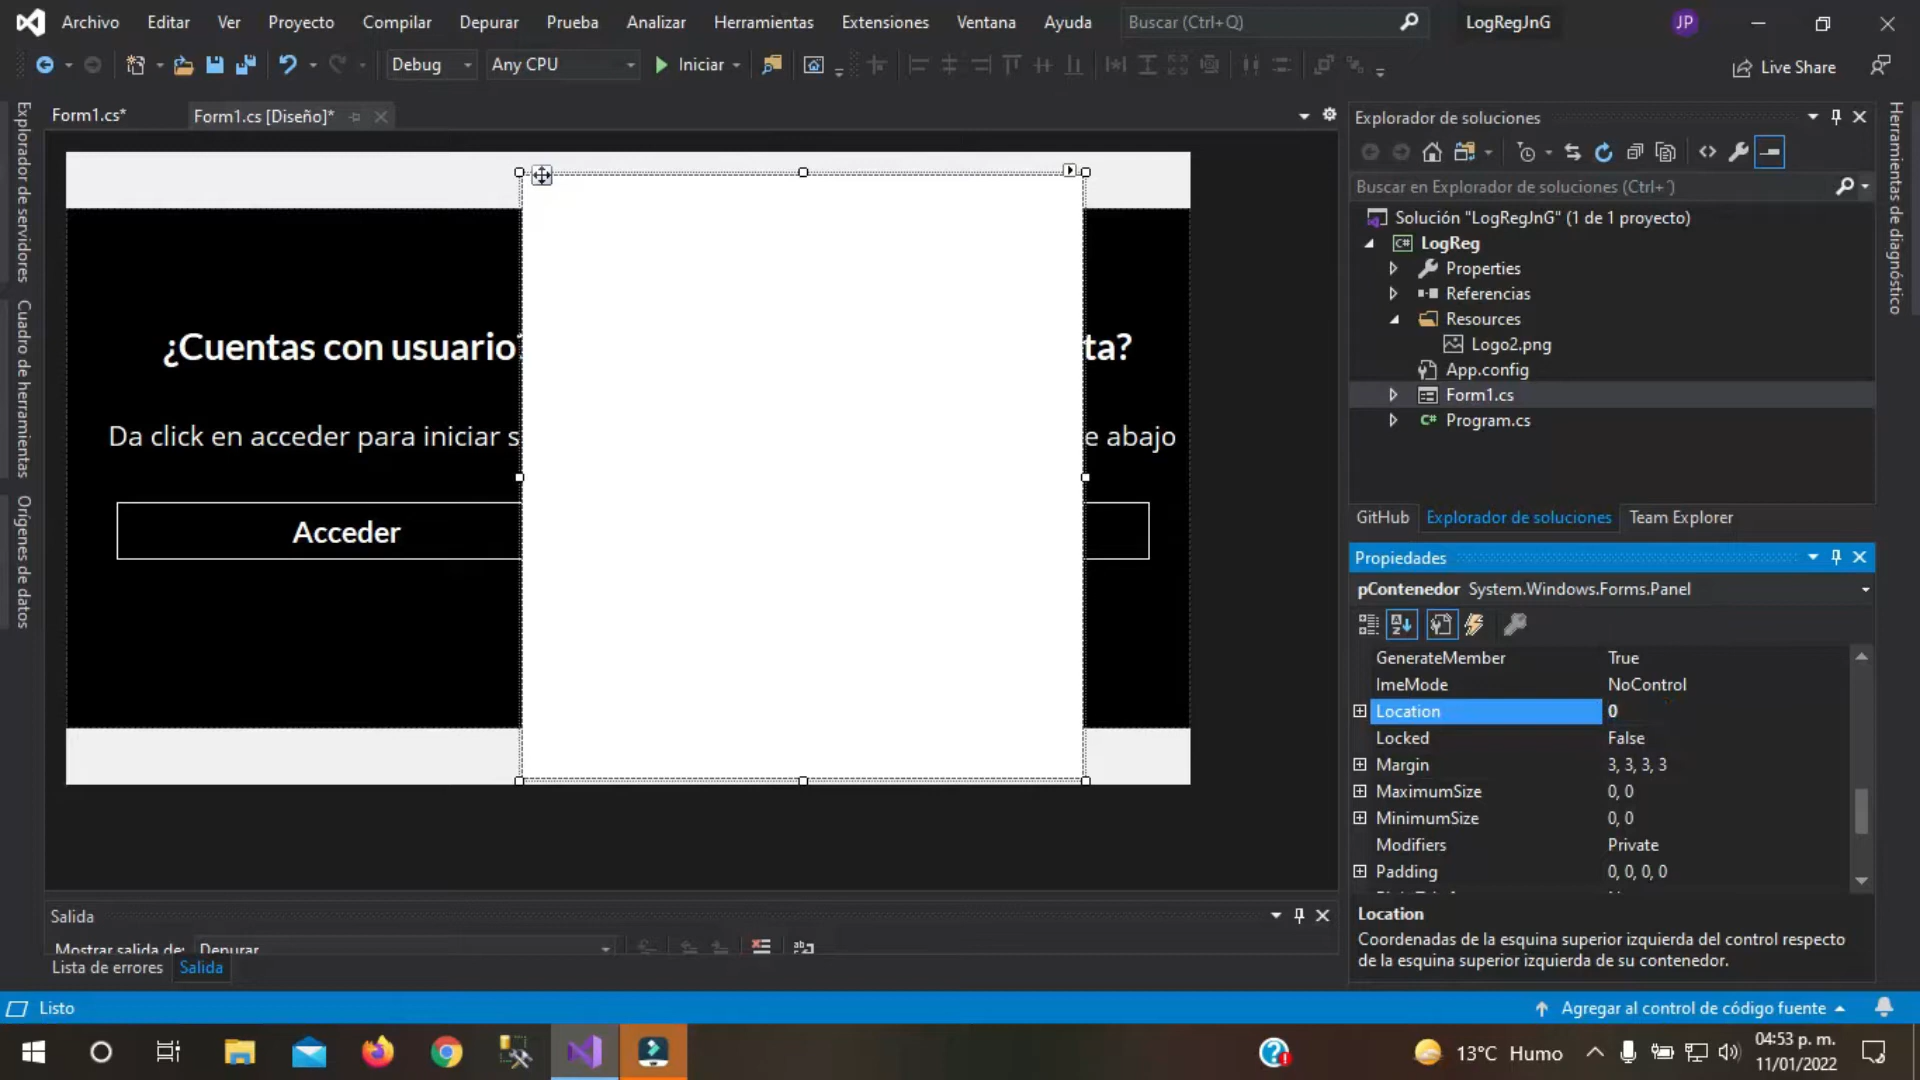 Archivo Editar Ver Proyecto Compilar Depurar Prueba Analizar Herramientas Extensiones Ventana Ayuda Buscar (Ctrl+Q) LogRegJnG JP
Debug Any CPU Iniciar Live Share
Form1.cs* Form1.cs [Diseño]*
Explorador de servidores
Cuadro de herramientas
Orígenes de datos
¿Cuentas con usuario? ta?
Da click en acceder para iniciar s e abajo
Acceder
Explorador de soluciones
Buscar en Explorador de soluciones (Ctrl+´)
Solución "LogRegJnG" (1 de 1 proyecto)
LogReg
Properties
Referencias
Resources
Logo2.png
App.config
Form1.cs
Program.cs
GitHub Explorador de soluciones Team Explorer
Herramientas de diagnóstico
Propiedades
pContenedor System.Windows.Forms.Panel
GenerateMember True
ImeMode NoControl
Location 0
Locked False
Margin 3, 3, 3, 3
MaximumSize 0, 0
MinimumSize 0, 0
Modifiers Private
Padding 0, 0, 0, 0
Location
Coordenadas de la esquina superior izquierda del control respecto
de la esquina superior izquierda de su contenedor.
Salida
Mostrar salida de: Depurar
Lista de errores Salida
Listo Agregar al control de código fuente
13°C Humo 04:53 p. m.
11/01/2022